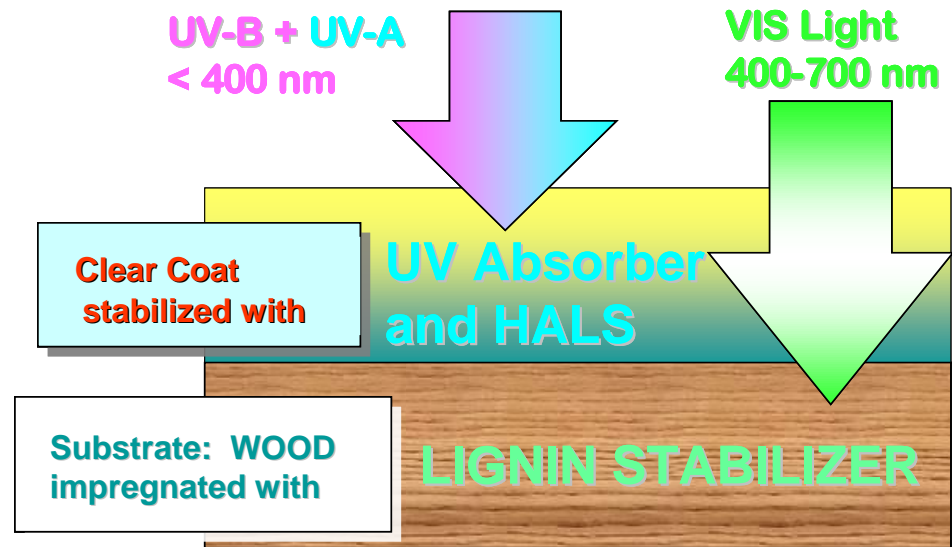 UV-B + UV-A
< 400 nm
VIS Light
400-700 nm
Clear Coat
stabilized with
UV Absorber
and HALS
Substrate: WOOD
impregnated with
LIGNIN STABILIZER